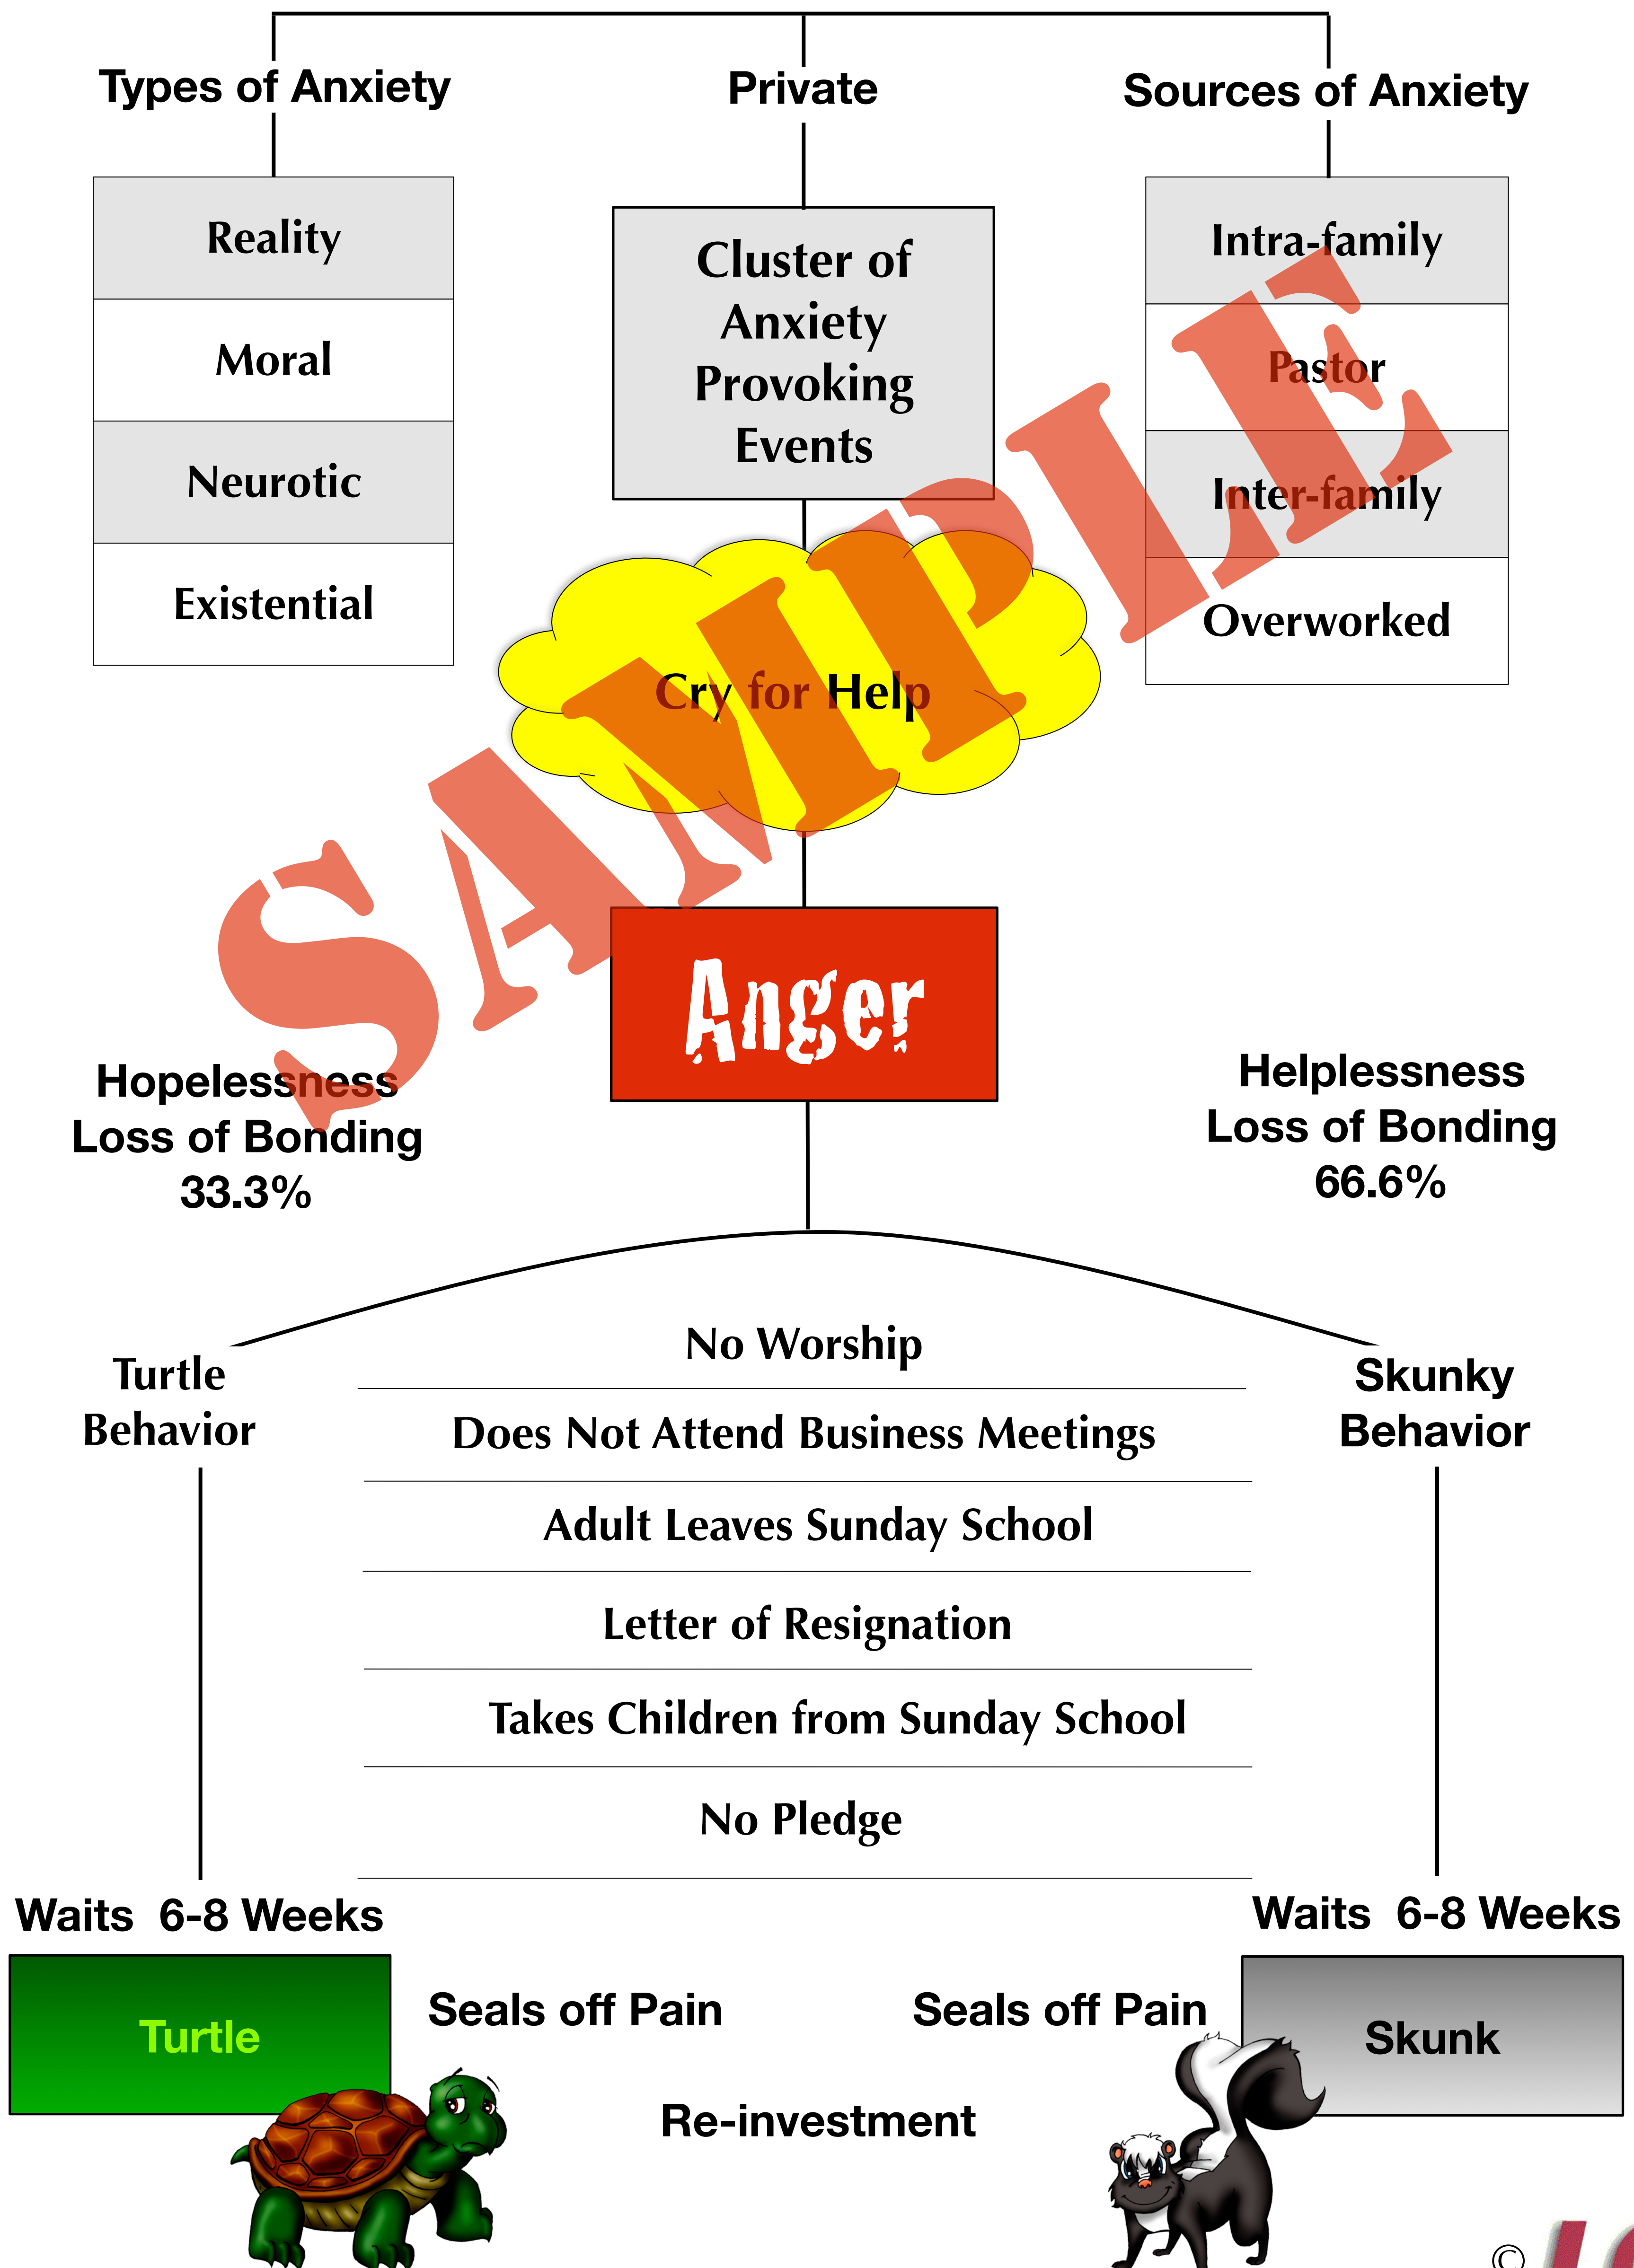 Types of Anxiety
Private
Sources of Anxiety
Reality
Moral
Neurotic
Existential
Cluster of
Anxiety
Provoking
Events
Intra-family
Pastor
Inter-family
Overworked
Cry for Help
SAMPLE
Anger
Hopelessness
Loss of Bonding
33.3%
Helplessness
Loss of Bonding
66.6%
Turtle
Behavior
No Worship
Does Not Attend Business Meetings
Adult Leaves Sunday School
Letter of Resignation
Takes Children from Sunday School
No Pledge
Skunky
Behavior
Waits 6-8 Weeks
Waits 6-8 Weeks
Turtle
Seals off Pain
Seals off Pain
Skunk
Re-investment
©